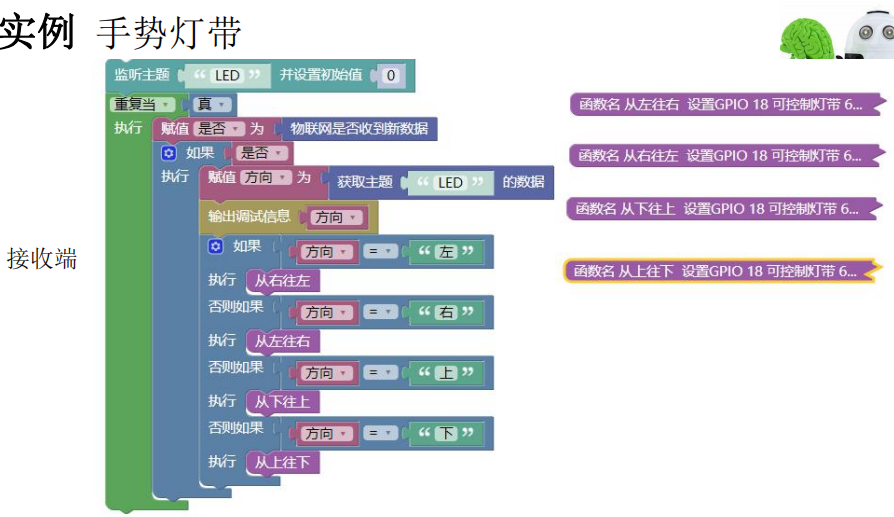 实例 手势灯带
监听主题 “ LED ” 并设置初始值 0
重复当 真
执行 赋值 是否 为 物联网是否收到新数据
如果 是否
执行 赋值 方向 为 获取主题 “ LED ” 的数据
输出调试信息 方向
如果 方向 = “ 左 ”
执行 从右往左
否则如果 方向 = “ 右 ”
执行 从左往右
否则如果 方向 = “ 上 ”
执行 从下往上
否则如果 方向 = “ 下 ”
执行 从上往下
接收端
函数名 从左往右 设置GPIO 18 可控制灯带 6...
函数名 从右往左 设置GPIO 18 可控制灯带 6...
函数名 从下往上 设置GPIO 18 可控制灯带 6...
函数名 从上往下 设置GPIO 18 可控制灯带 6...